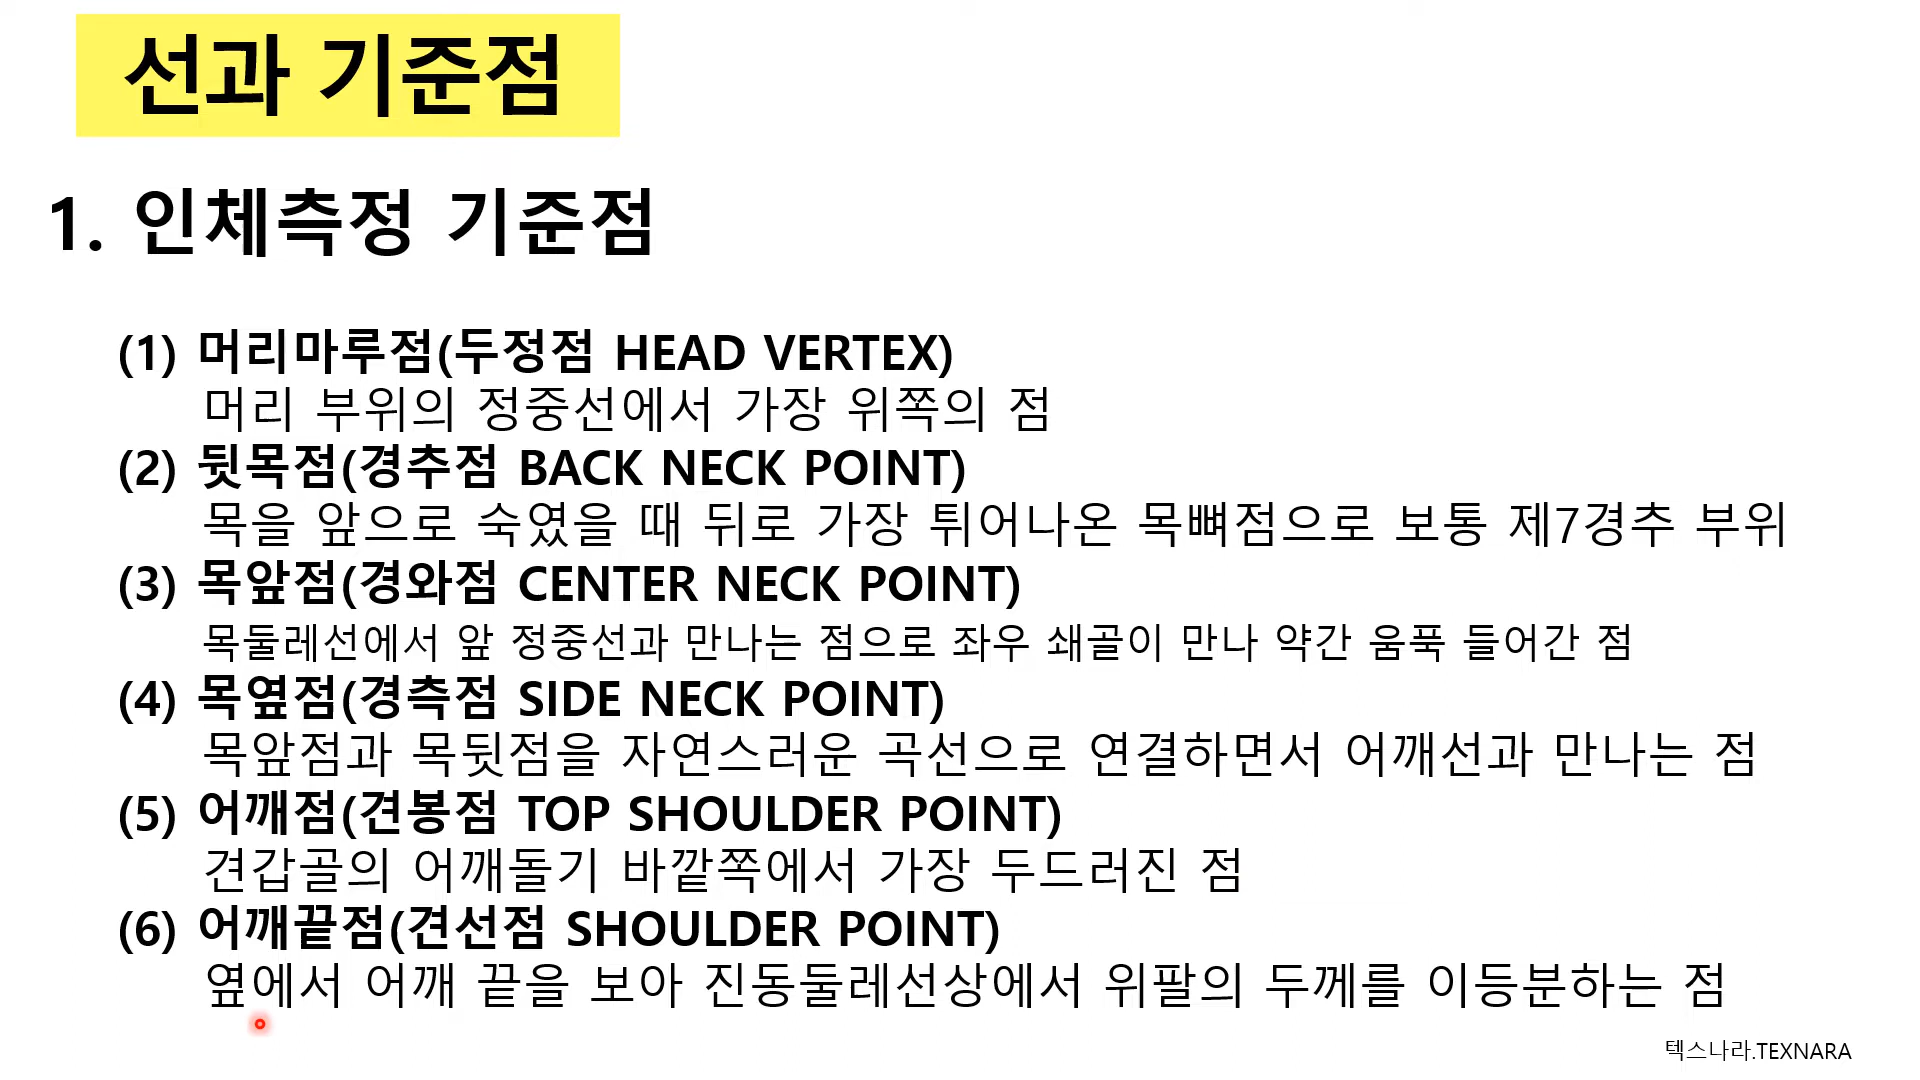 선과 기준점
1. 인체측정 기준점
(1) 머리마루점(두정점 HEAD VERTEX)
머리 부위의 정중선에서 가장 위쪽의 점
(2) 뒷목점(경추점 BACK NECK POINT)
목을 앞으로 숙였을 때 뒤로 가장 튀어나온 목뼈점으로 보통 제7경추 부위
(3) 목앞점(경와점 CENTER NECK POINT)
목둘레선에서 앞 정중선과 만나는 점으로 좌우 쇄골이 만나 약간 움푹 들어간 점
(4) 목옆점(경측점 SIDE NECK POINT)
목앞점과 목뒷점을 자연스러운 곡선으로 연결하면서 어깨선과 만나는 점
(5) 어깨점(견봉점 TOP SHOULDER POINT)
견갑골의 어깨돌기 바깥쪽에서 가장 두드러진 점
(6) 어깨끝점(견선점 SHOULDER POINT)
옆에서 어깨 끝을 보아 진동둘레선상에서 위팔의 두께를 이등분하는 점
텍스나라.TEXNARA